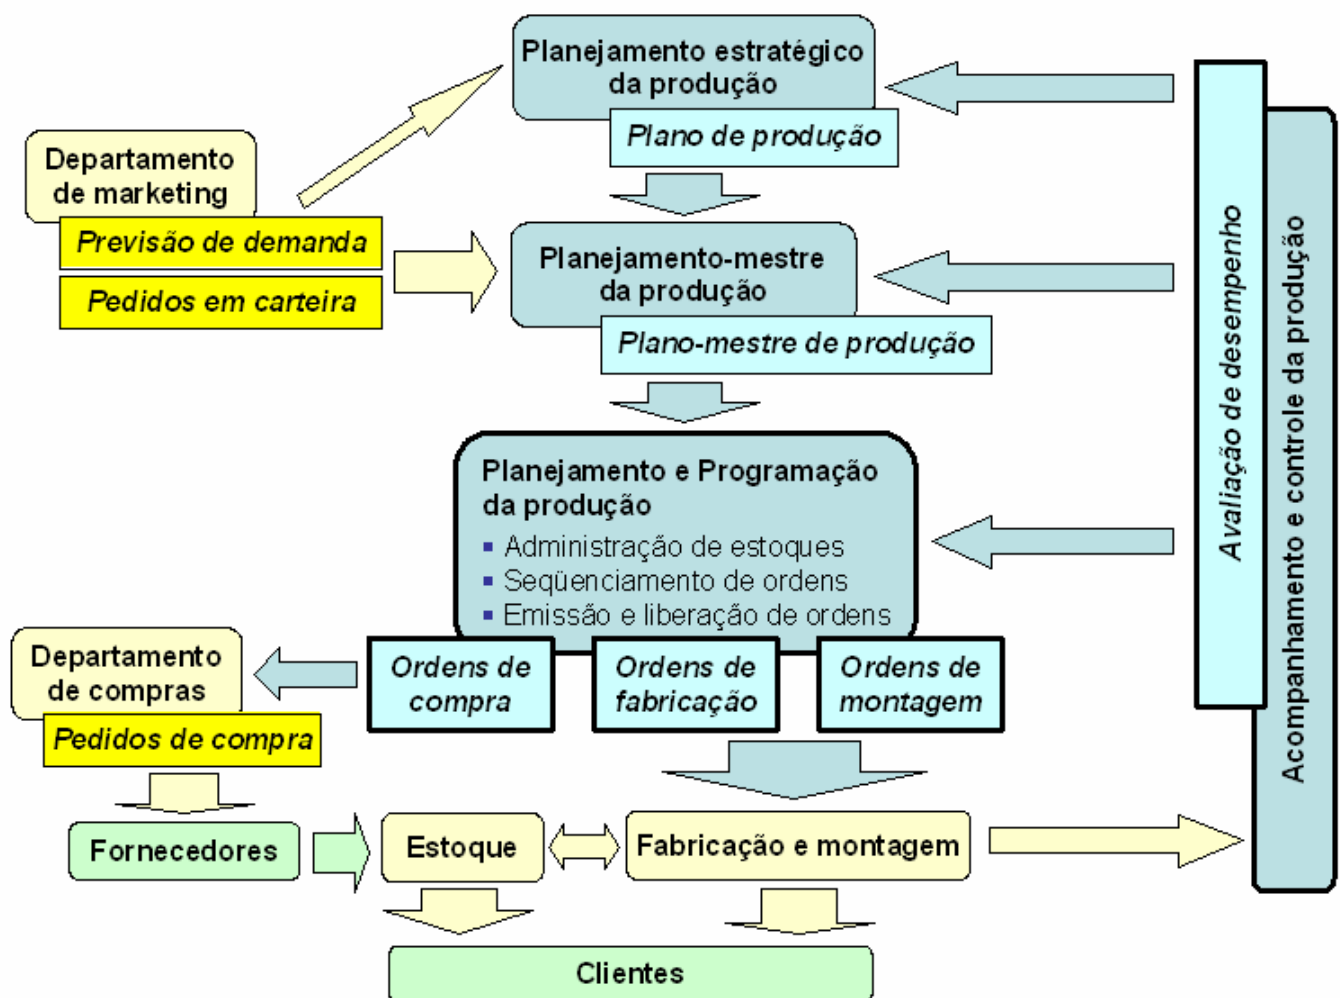 Planejamento estratégico
da produção
Plano de produção
Departamento
de marketing
Previsão de demanda
Pedidos em carteira
Planejamento-mestre
da produção
Plano-mestre de produção
Planejamento e Programação
da produção
▪ Administração de estoques
▪ Seqüenciamento de ordens
▪ Emissão e liberação de ordens
Ordens de
compra
Ordens de
fabricação
Ordens de
montagem
Departamento
de compras
Pedidos de compra
Fornecedores
Estoque
Fabricação e montagem
Clientes
Avaliação de desempenho
Acompanhamento e controle da produção